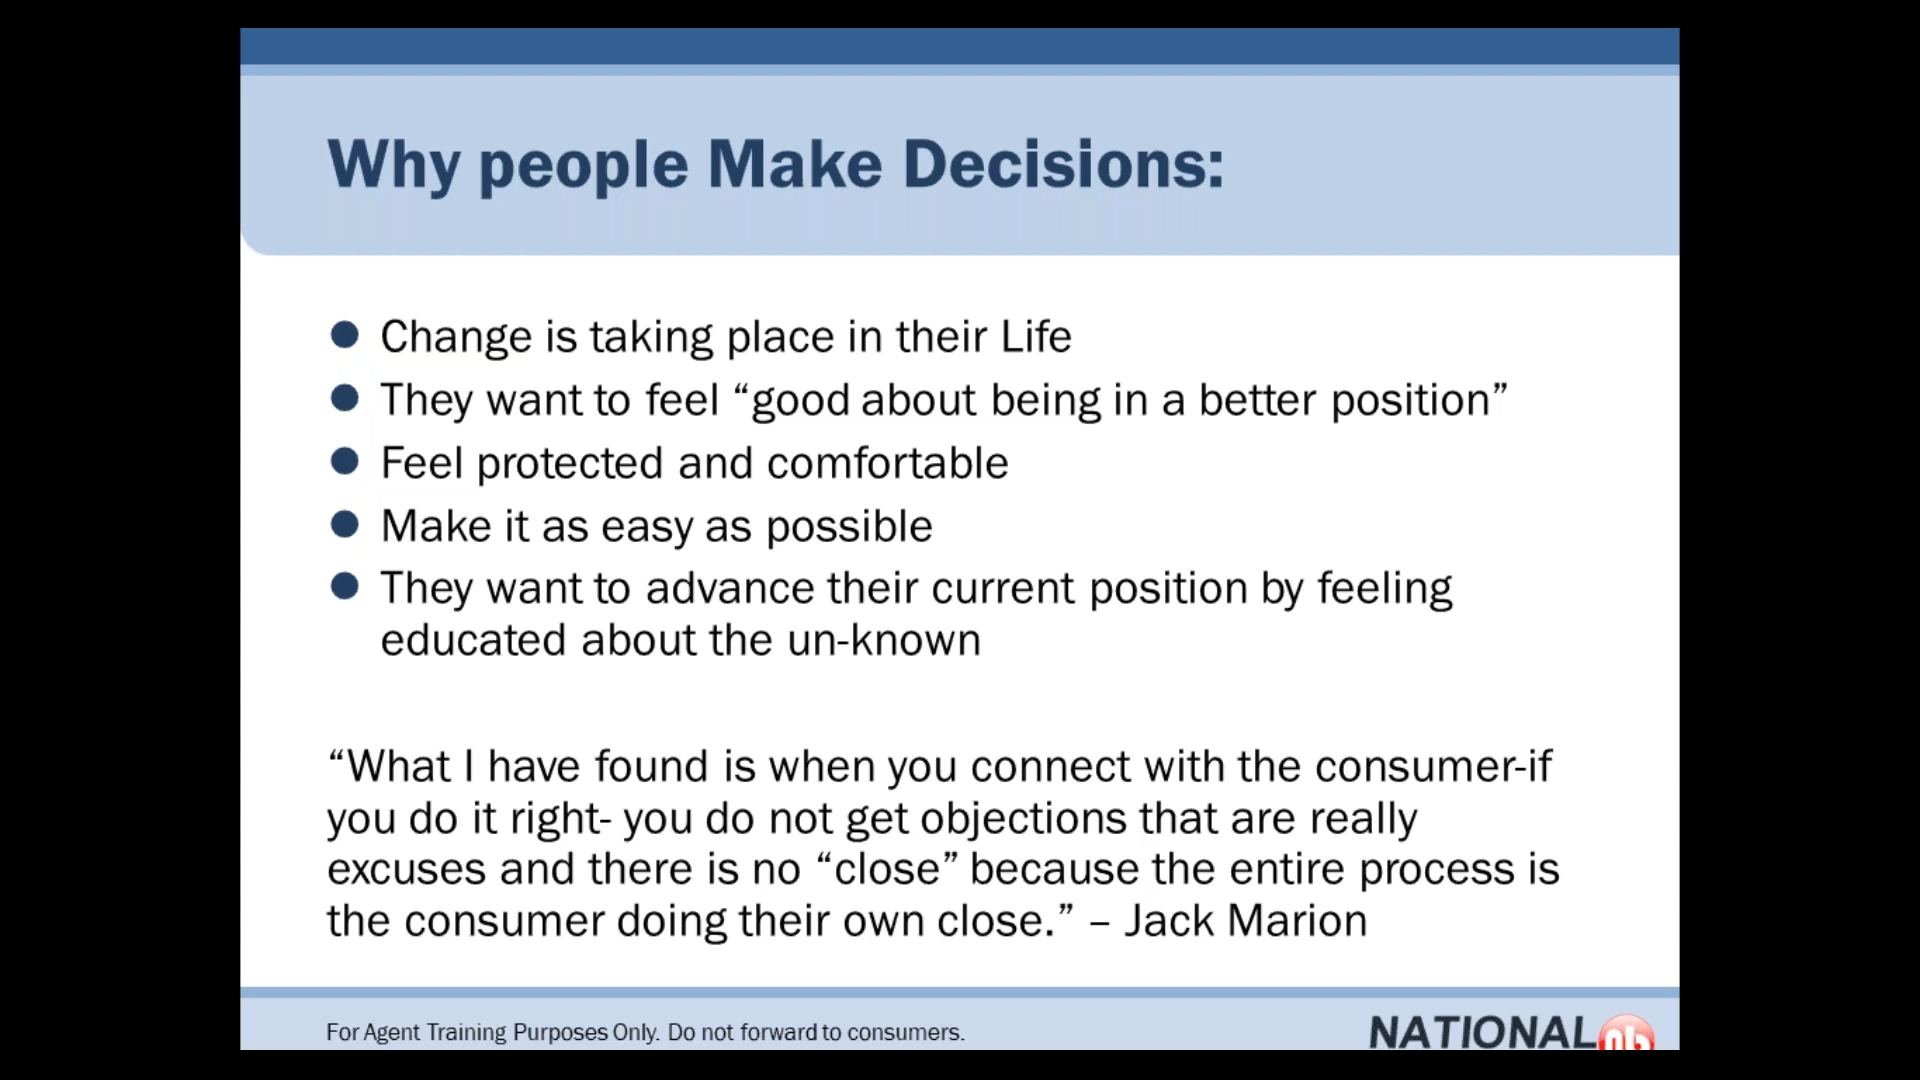 Why people Make Decisions:
Change is taking place in their Life
They want to feel “good about being in a better position”
Feel protected and comfortable
Make it as easy as possible
They want to advance their current position by feeling
educated about the un-known
“What I have found is when you connect with the consumer-if
you do it right- you do not get objections that are really
excuses and there is no “close” because the entire process is
the consumer doing their own close.” – Jack Marion
For Agent Training Purposes Only. Do not forward to consumers.
NATIONAL nb